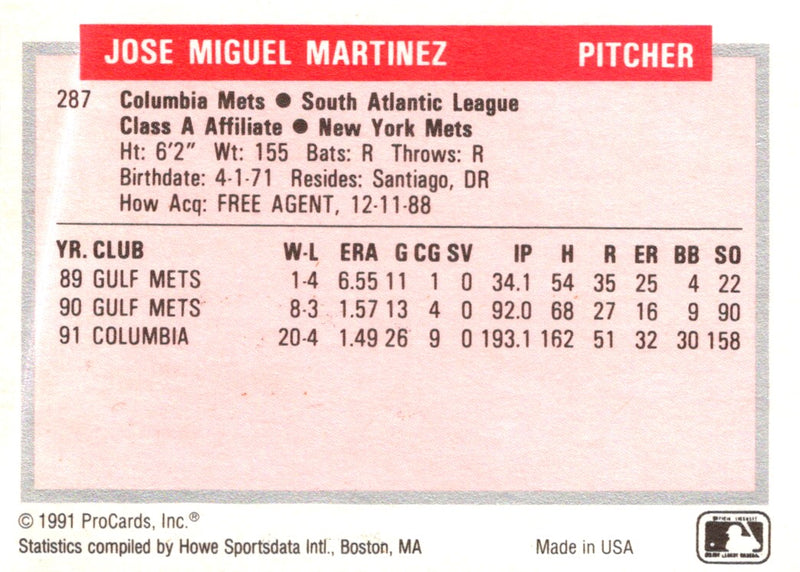 JOSE MIGUEL MARTINEZ PITCHER
287 Columbia Mets ● South Atlantic League
Class A Affiliate ● New York Mets
Ht: 6'2" Wt: 155 Bats: R Throws: R
Birthdate: 4-1-71 Resides: Santiago, DR
How Acq: FREE AGENT, 12-11-88
YR. CLUB W-L ERA G CG SV IP H R ER BB SO
89 GULF METS 1-4 6.55 11 1 0 34.1 54 35 25 4 22
90 GULF METS 8-3 1.57 13 4 0 92.0 68 27 16 9 90
91 COLUMBIA 20-4 1.49 26 9 0 193.1 162 51 32 30 158
© 1991 ProCards, Inc.®
Statistics compiled by Howe Sportsdata Intl., Boston, MA Made in USA